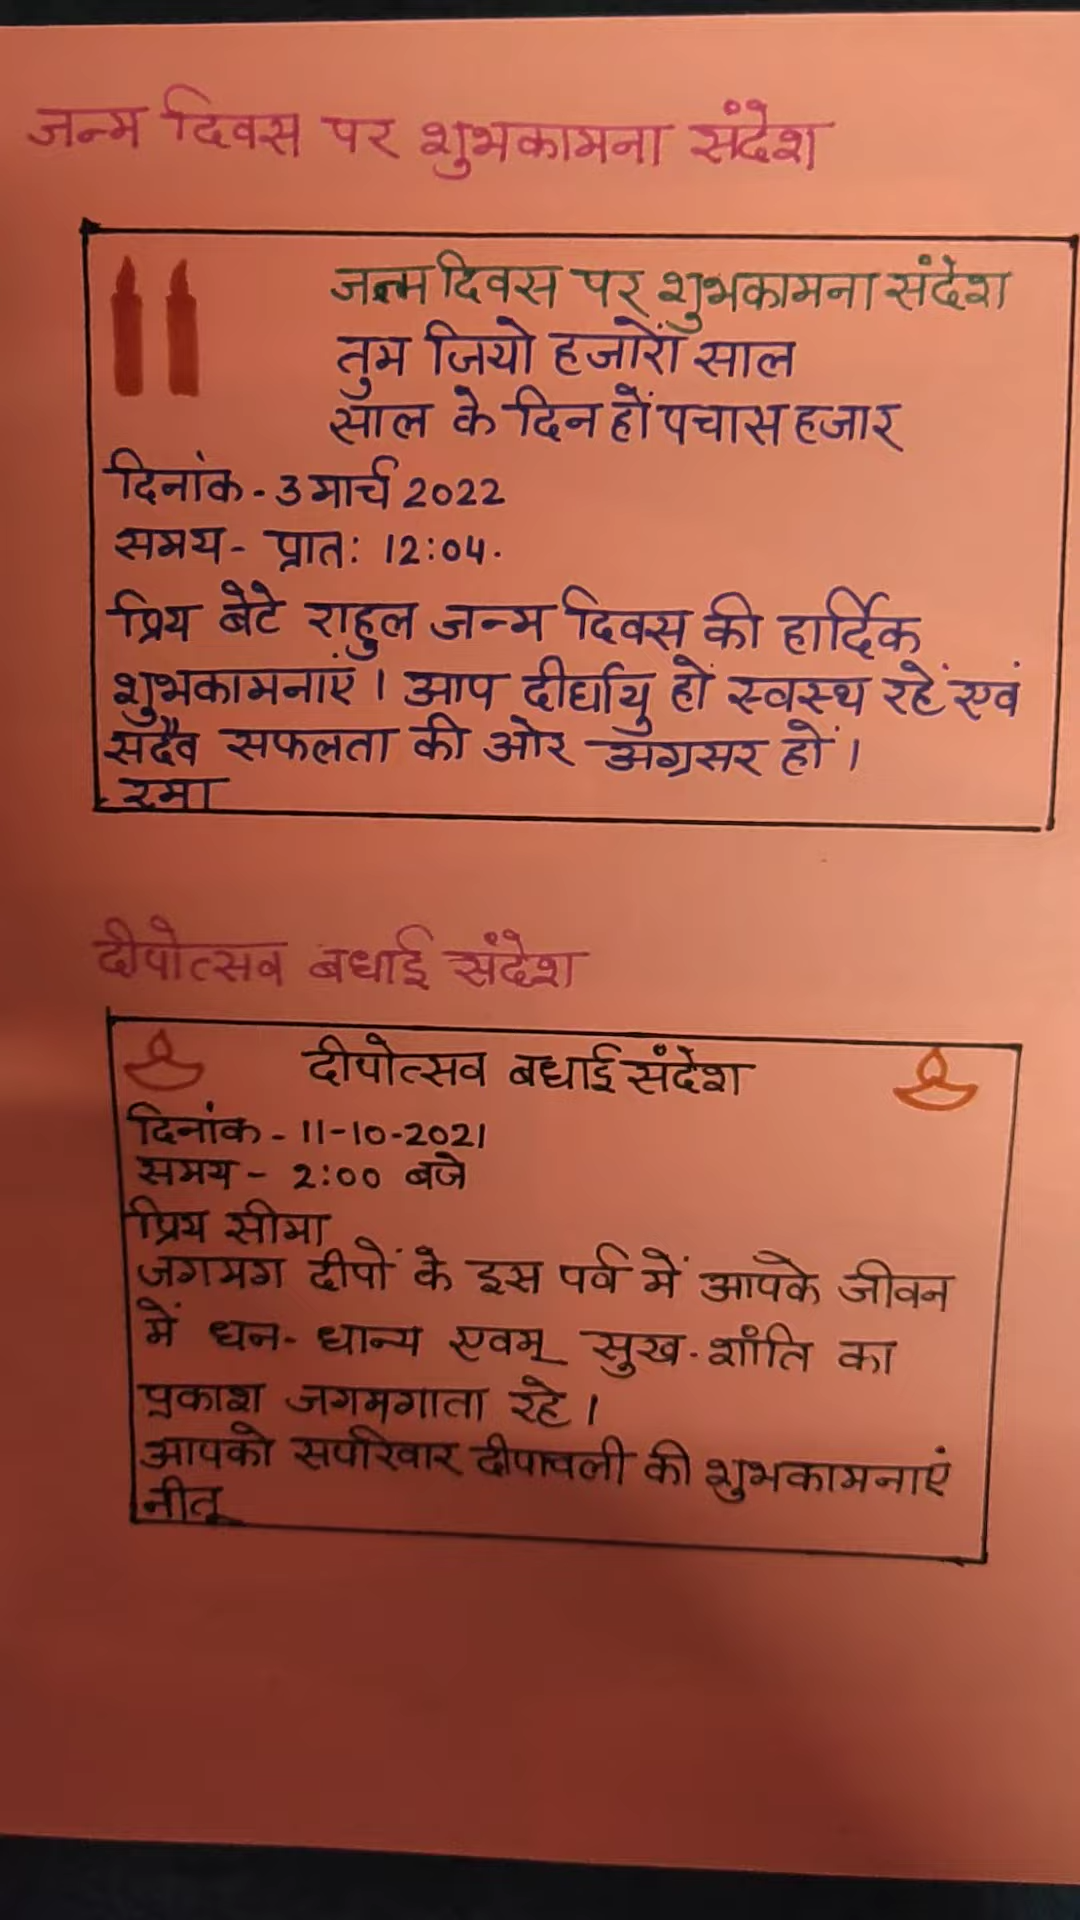 जन्म दिवस पर शुभकामना संदेश
जन्म दिवस पर शुभकामना संदेश
तुम जियो हजारों साल
साल के दिन हों पचास हजार
दिनांक - 3 मार्च 2022
समय - प्रातः 12:04.
प्रिय बेटे राहुल जन्म दिवस की हार्दिक
शुभकामनाएं । आप दीर्घायु हों स्वस्थ रहें एवं
सदैव सफलता की ओर अग्रसर हों ।
रमा
दीपोत्सव बधाई संदेश
दीपोत्सव बधाई संदेश
दिनांक - 11-10-2021
समय - 2:00 बजे
प्रिय सीमा
जगमग दीपों के इस पर्व में आपके जीवन
में धन-धान्य एवम् सुख-शांति का
प्रकाश जगमगाता रहे ।
आपको सपरिवार दीपावली की शुभकामनाएं
नीतू